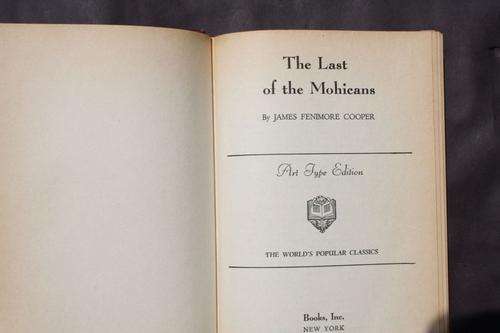 The Last
of the Mohicans
By JAMES FENIMORE COOPER
Art Type Edition
THE WORLD'S POPULAR CLASSICS
Books, Inc.
NEW YORK